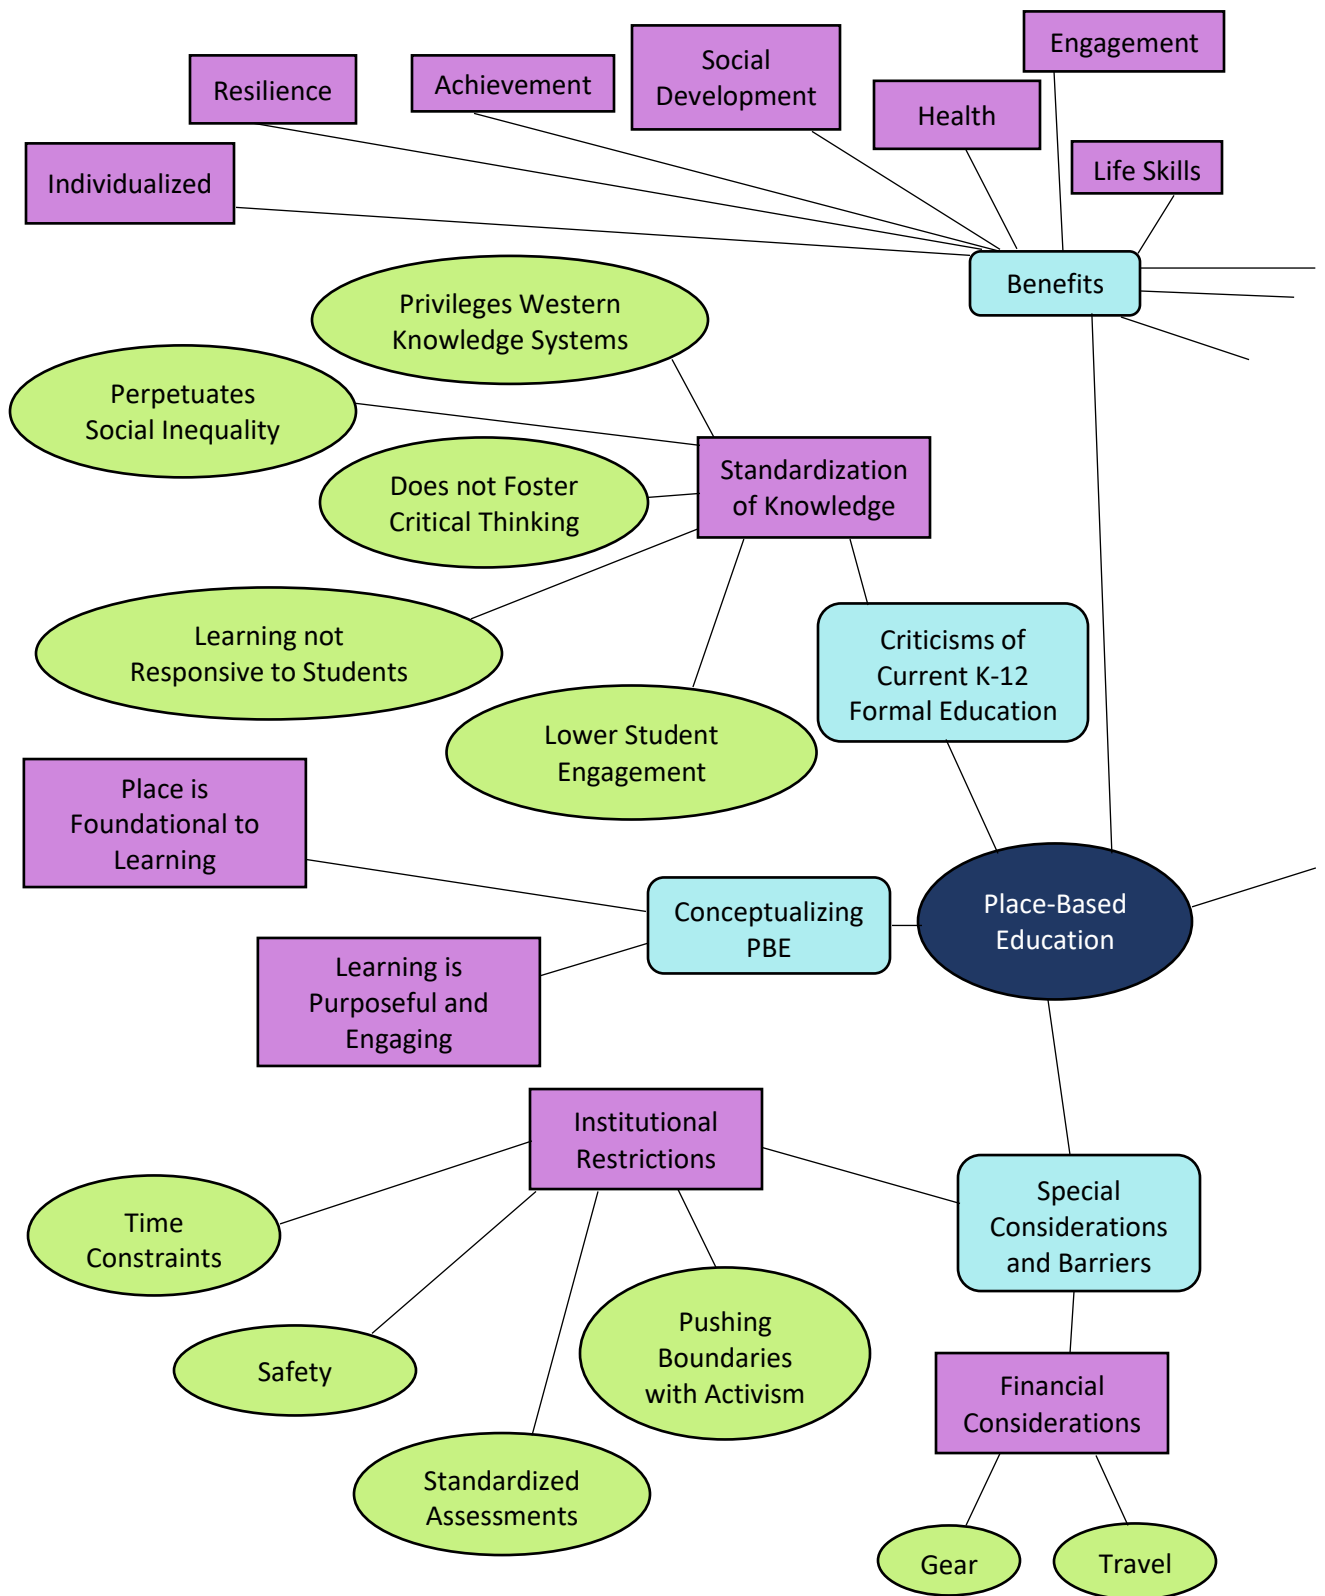 Engagement
Social
Development
Achievement
Resilience
Health
Life Skills
Individualized
Benefits
Privileges Western
Knowledge Systems
Perpetuates
Social Inequality
Standardization
of Knowledge
Does not Foster
Critical Thinking
Learning not
Responsive to Students
Criticisms of
Current K-12
Formal Education
Lower Student
Engagement
Place is
Foundational to
Learning
Conceptualizing
PBE
Place-Based
Education
Learning is
Purposeful and
Engaging
Institutional
Restrictions
Time
Constraints
Special
Considerations
and Barriers
Safety
Pushing
Boundaries
with Activism
Financial
Considerations
Standardized
Assessments
Gear
Travel